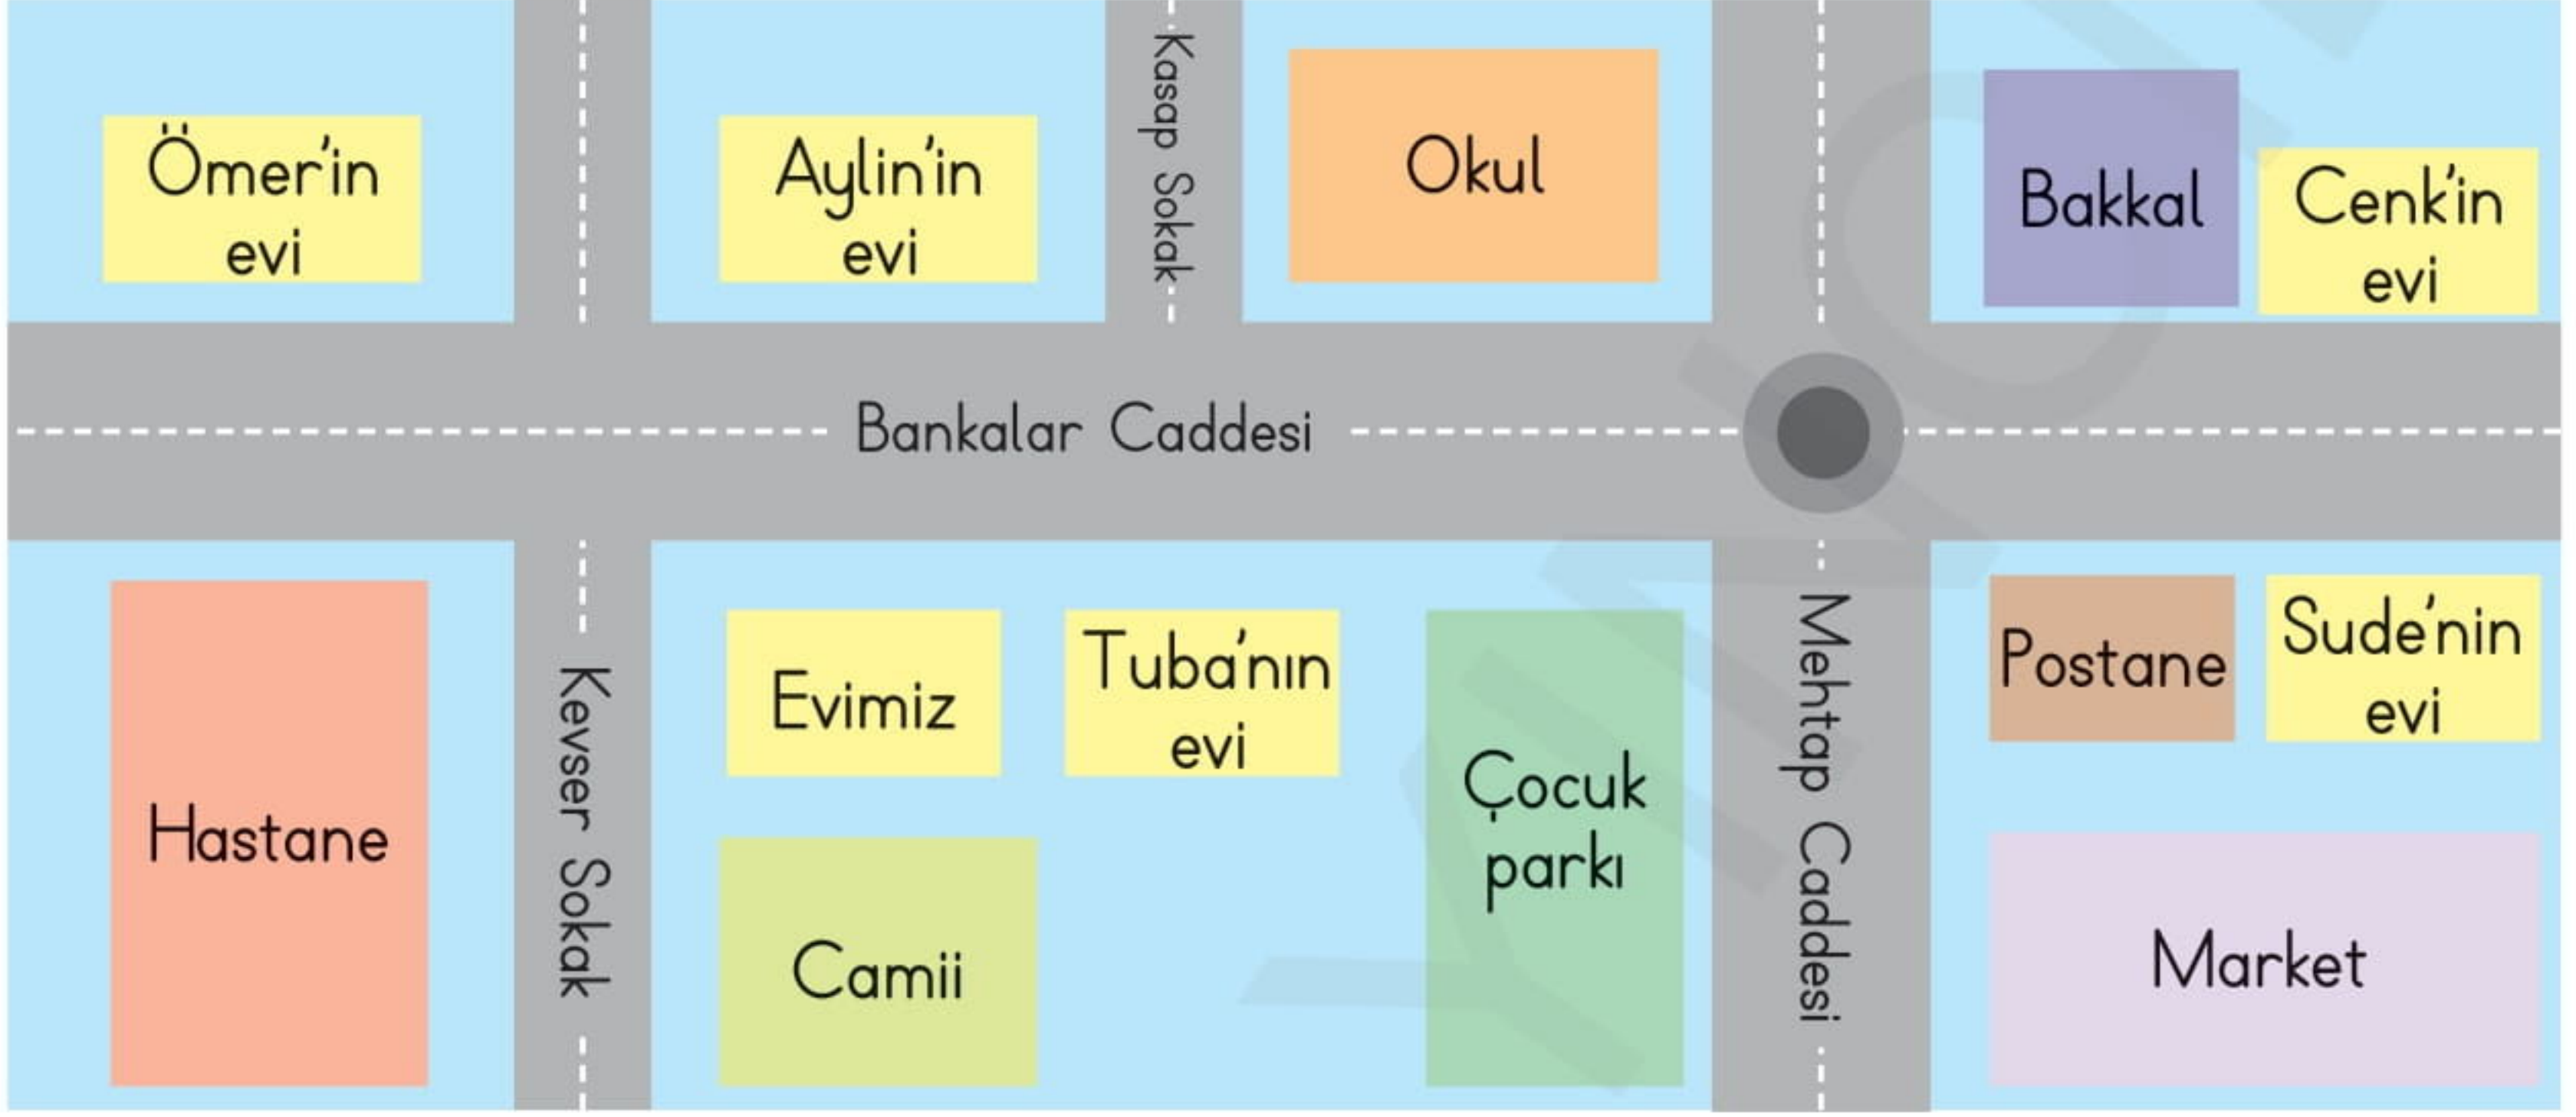 Ömer'in
evi
Aylin'in
evi
Kasap Sokak
Okul
Bakkal
Cenk'in
evi
Bankalar Caddesi
Hastane
Kevser Sokak
Evimiz
Tuba'nın
evi
Camii
Çocuk
parkı
Mehtap Caddesi
Postane
Sude'nin
evi
Market